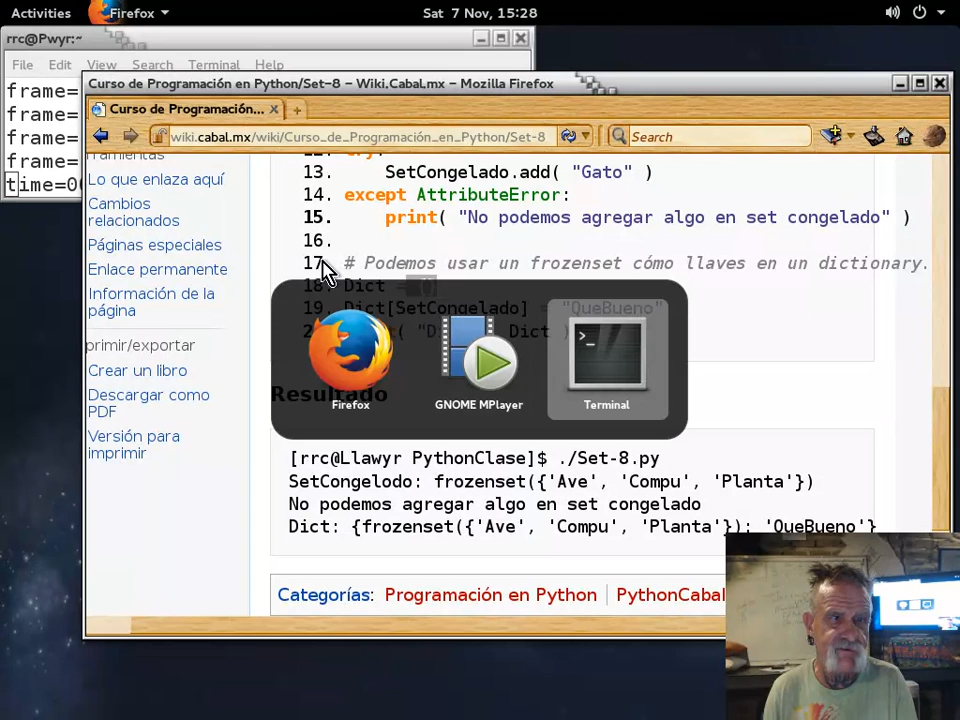 Activities Firefox Sat 7 Nov, 15:28
rrc@Pwyr:~
File Edit View Search Terminal Help
frame=
frame=
frame=
frame=
time=00
Curso de Programación en Python/Set-8 – Wiki.Cabal.mx – Mozilla Firefox
Curso de Programación...
wiki.cabal.mx/wiki/Curso_de_Programación_en_Python/Set-8
Search
Lo que enlaza aquí
Cambios
relacionados
Páginas especiales
Enlace permanente
Información de la
página
primir/exportar
Crear un libro
Descargar como
PDF
Versión para
imprimir
13. SetCongelado.add( "Gato" )
14. except AttributeError:
15. print( "No podemos agregar algo en set congelado" )
16.
17. # Podemos usar un frozenset cómo llaves en un dictionary.
18. Dict = {}
19. Dict[SetCongelado] = "QueBueno"
Dict )
Firefox
GNOME MPlayer
Terminal
Resultado
[rrc@Llawyr PythonClase]$ ./Set-8.py
SetCongelodo: frozenset({'Ave', 'Compu', 'Planta'})
No podemos agregar algo en set congelado
Dict: {frozenset({'Ave', 'Compu', 'Planta'}): 'QueBueno'}
Categorías: Programación en Python PythonCabal